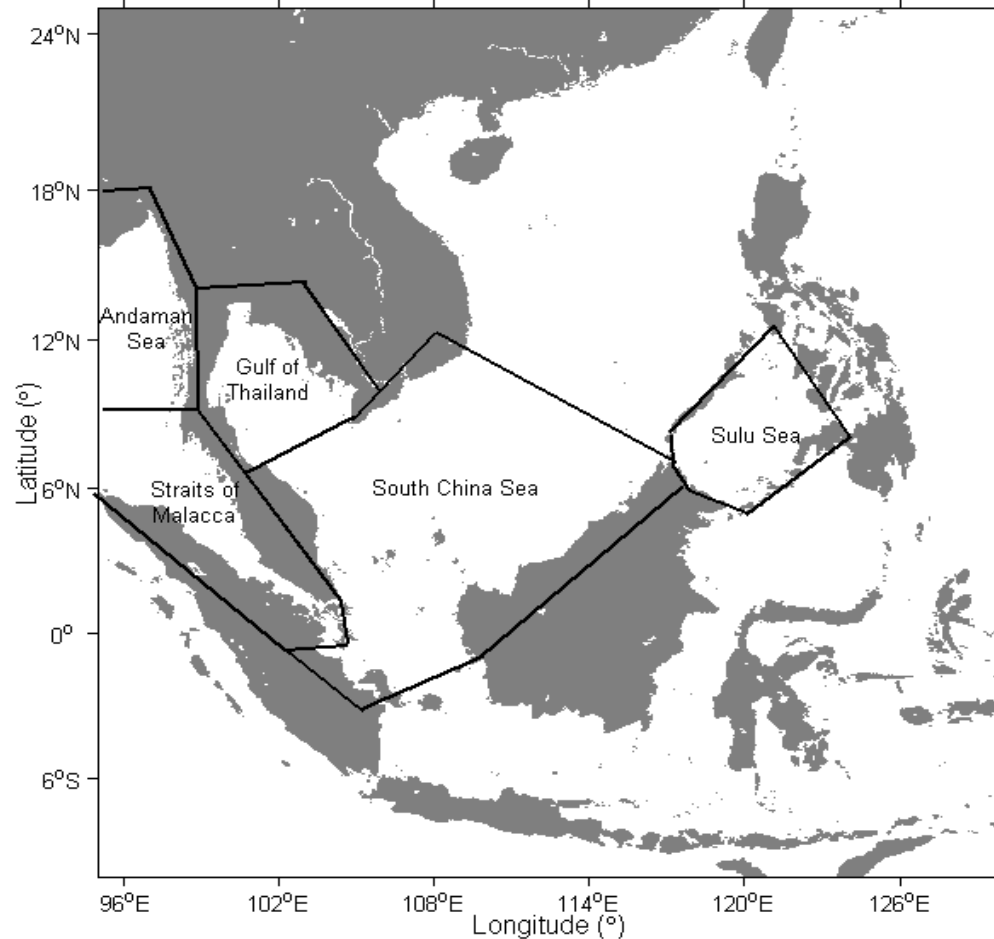 24°N
18°N
12°N
6°N
0°
6°S
Latitude (°)
Andaman
Sea
Gulf of
Thailand
Straits of
Malacca
South China Sea
Sulu Sea
96°E
102°E
108°E
114°E
120°E
126°E
Longitude (°)